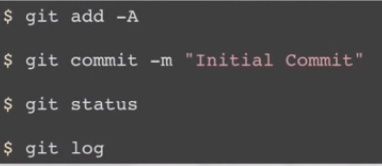 $ git add -A
$ git commit -m "Initial Commit"
$ git status
$ git log